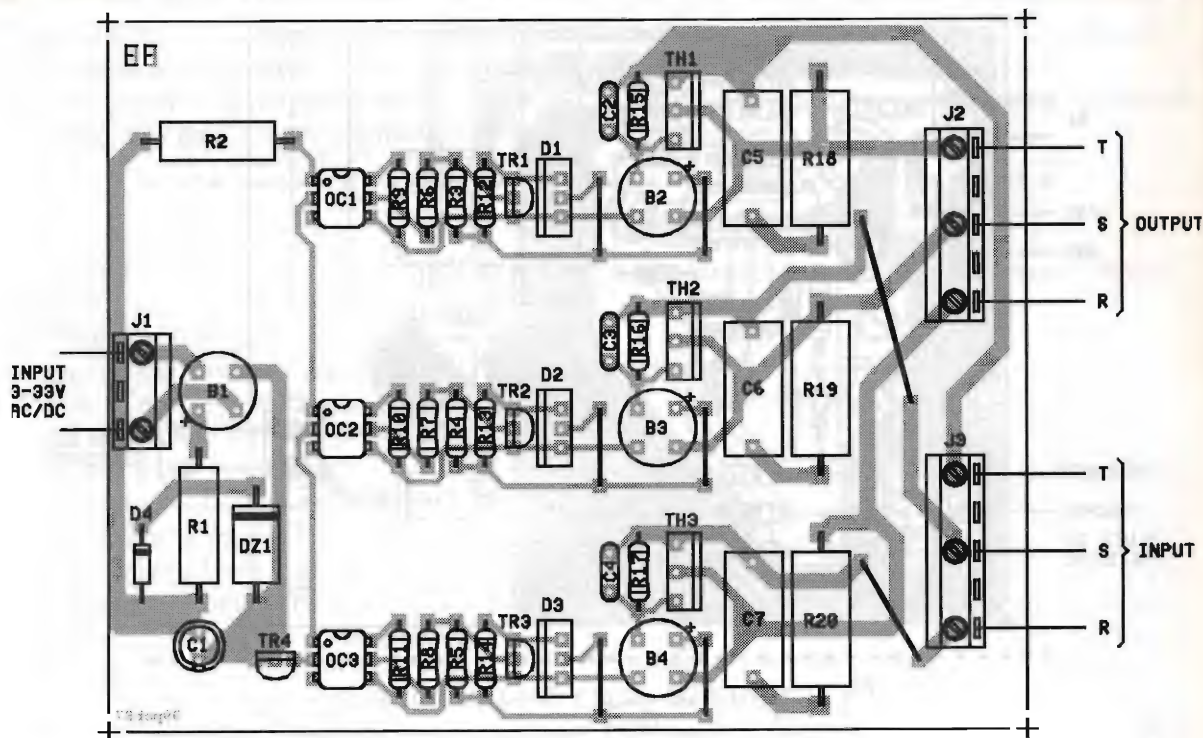 EF
R2
OC1
R9
R6
R3
R12
TR1
D1
C2
R15
TH1
B2
C5
R18
J2
T
S
R
OUTPUT
J1
INPUT
3-33V
AC/DC
B1
OC2
R10
R7
R4
R13
TR2
D2
C3
R16
TH2
B3
C6
R19
D4
R1
DZ1
C1
TR4
OC3
R11
R8
R5
R14
TR3
D3
C4
R17
TH3
B4
C7
R20
J3
T
S
R
INPUT